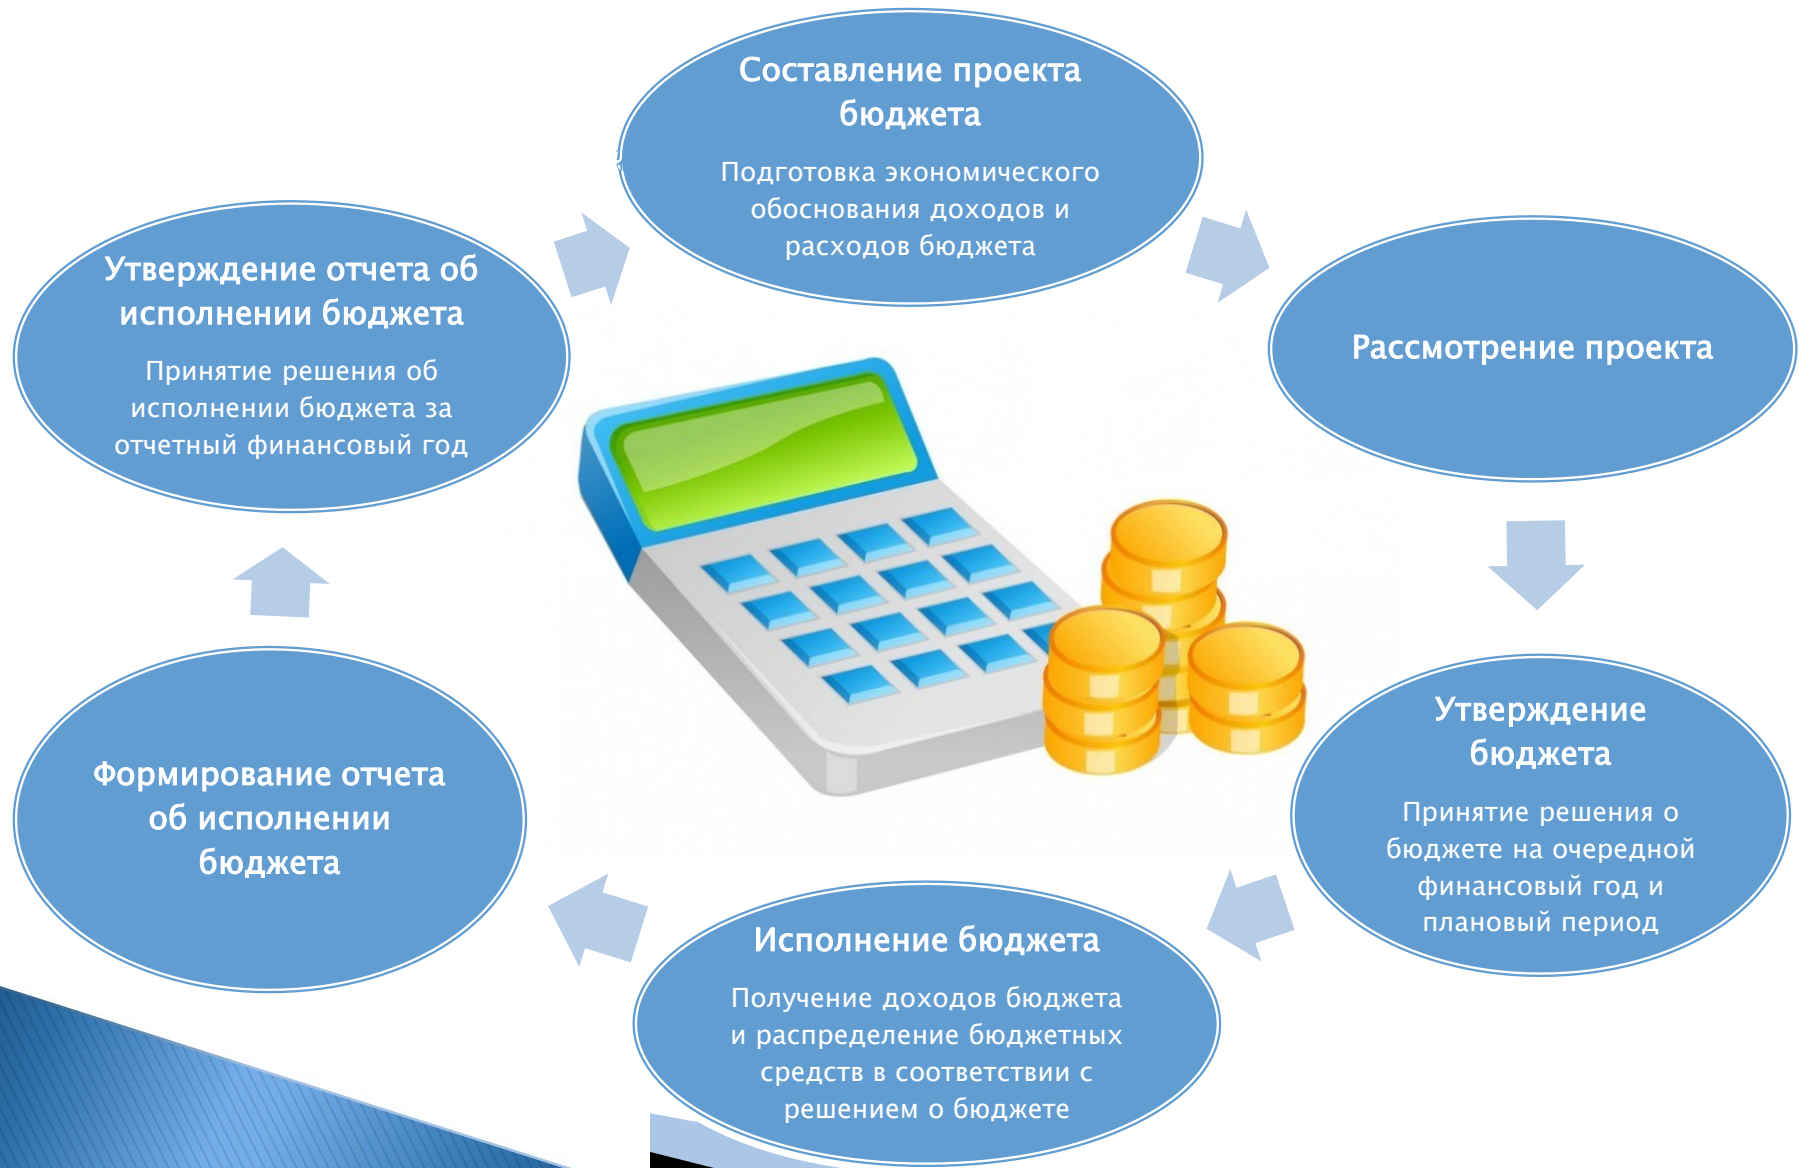 Составление проекта
бюджета
Подготовка экономического
обоснования доходов и
расходов бюджета
Рассмотрение проекта
Утверждение
бюджета
Принятие решения о
бюджете на очередной
финансовый год и
плановый период
Исполнение бюджета
Получение доходов бюджета
и распределение бюджетных
средств в соответствии с
решением о бюджете
Формирование отчета
об исполнении
бюджета
Утверждение отчета об
исполнении бюджета
Принятие решения об
исполнении бюджета за
отчетный финансовый год